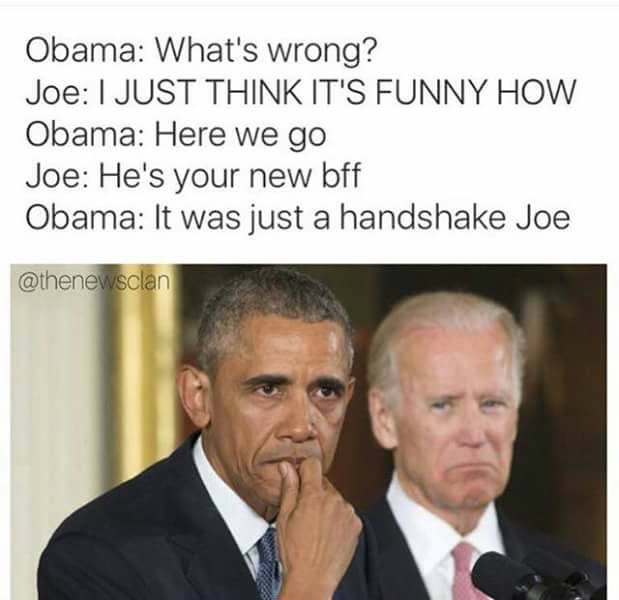 Obama: What's wrong?
Joe: I JUST THINK IT'S FUNNY HOW
Obama: Here we go
Joe: He's your new bff
Obama: It was just a handshake Joe
@thenewsclan